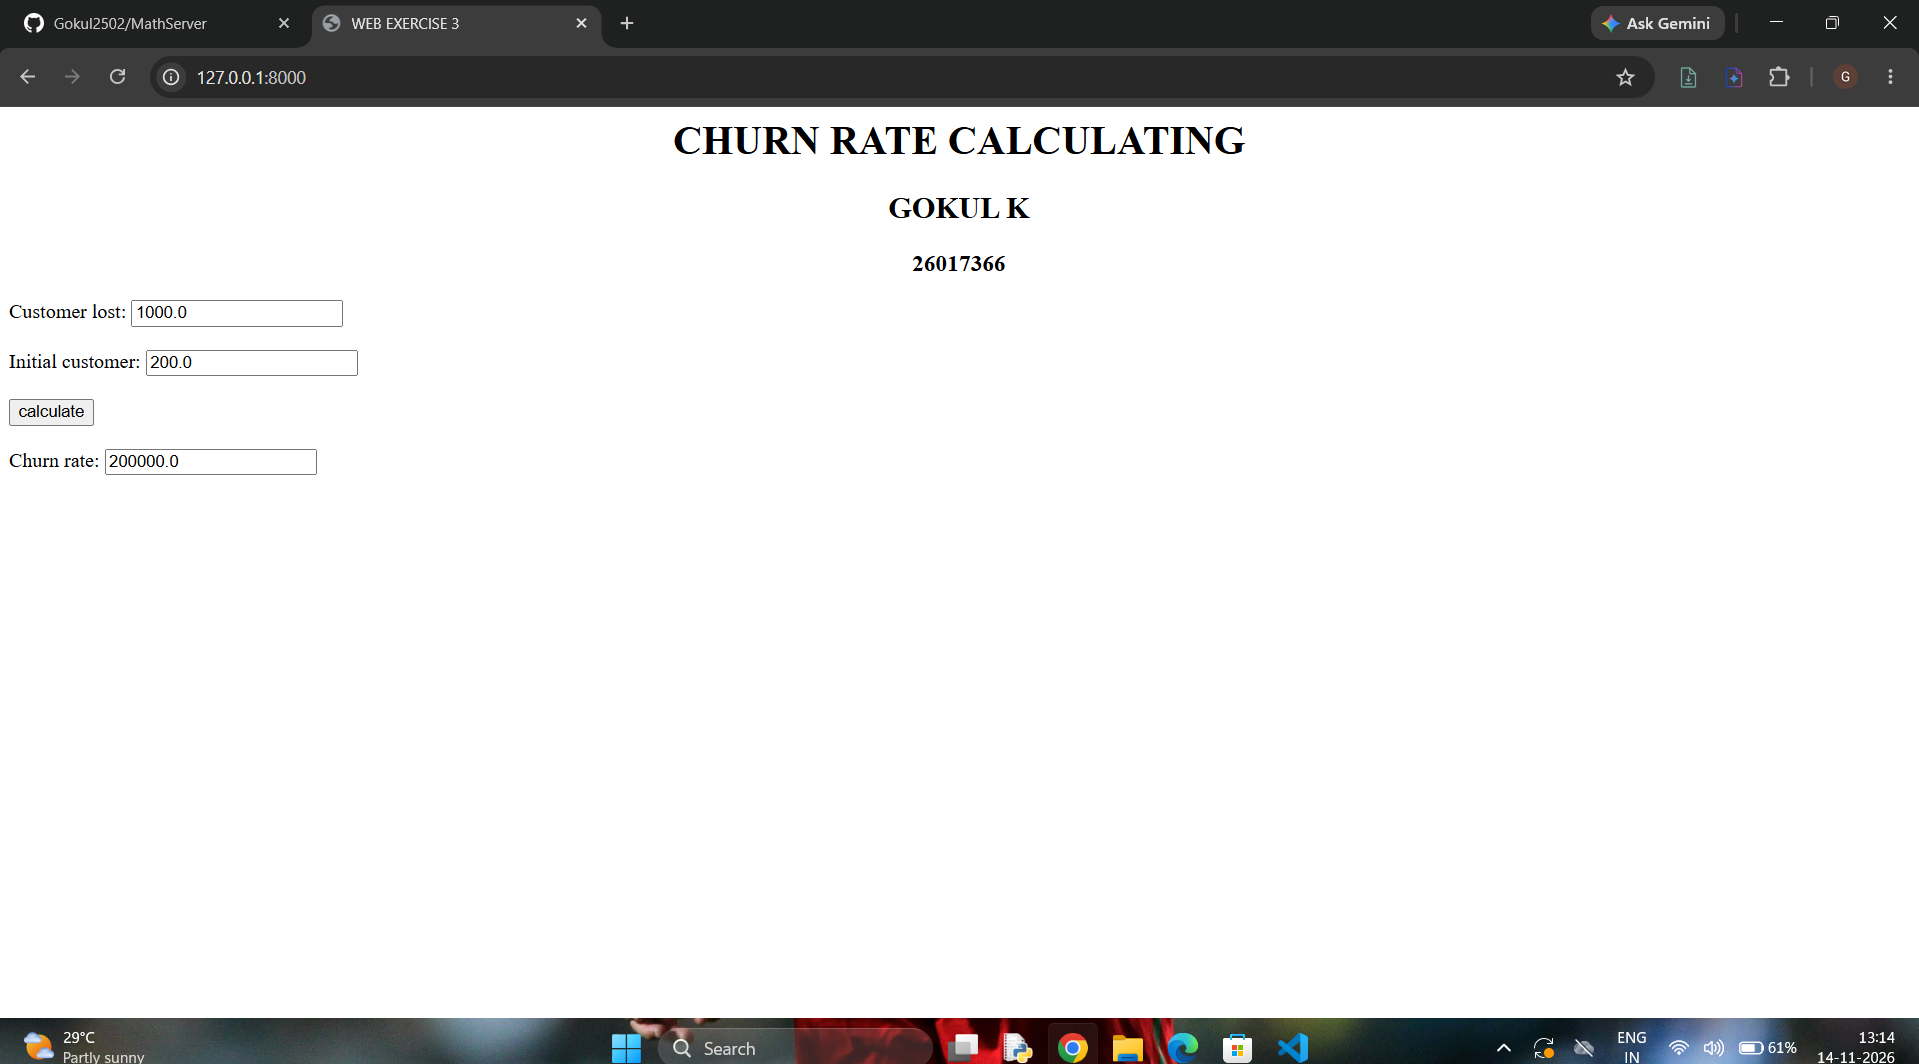 Gokul2502/MathServer
WEB EXERCISE 3
Ask Gemini
127.0.0.1:8000
G
CHURN RATE CALCULATING
GOKUL K
26017366
Customer lost: 1000.0
Initial customer: 200.0
calculate
Churn rate: 200000.0
29°C
Partly sunny
Search
ENG
IN
61%
13:14
14-11-2026